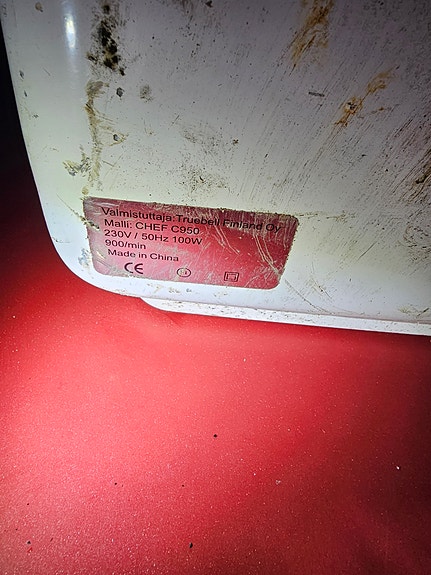 Valmistuttaja: Truebell Finland Oy
Malli: CHEF C950
230V / 50Hz 100W
900/min
Made in China
CE